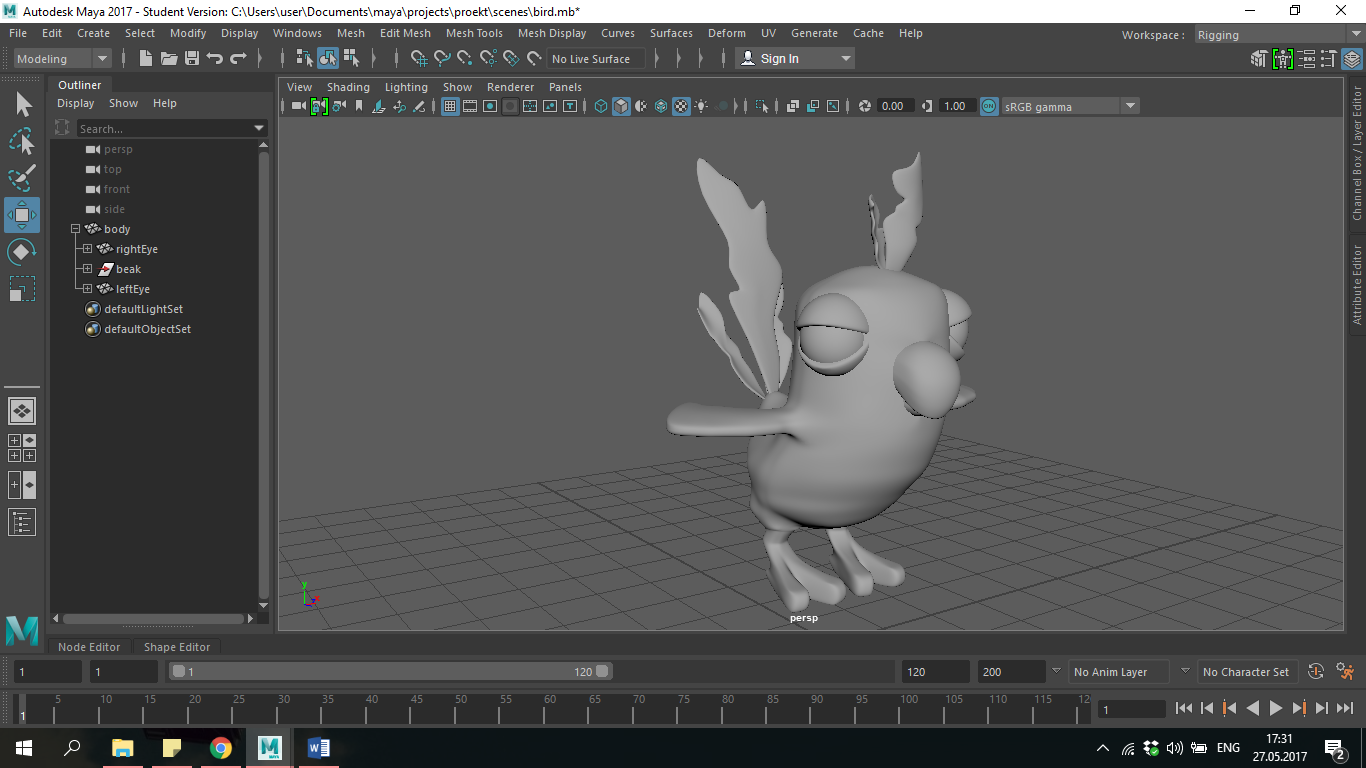 Autodesk Maya 2017 - Student Version: C:\Users\user\Documents\maya\projects\proekt\scenes\bird.mb*
File Edit Create Select Modify Display Windows Mesh Edit Mesh Mesh Tools Mesh Display Curves Surfaces Deform UV Generate Cache Help Workspace : Rigging
Modeling No Live Surface Sign In
Outliner
Display Show Help
Search...
persp
top
front
side
body
rightEye
beak
leftEye
defaultLightSet
defaultObjectSet
View Shading Lighting Show Renderer Panels
0.00 1.00 ON sRGB gamma
Channel Box / Layer Editor
Attribute Editor
y
persp
MAYA
Node Editor Shape Editor
1 1 1 120 120 200 No Anim Layer No Character Set
5 10 15 20 25 30 35 40 45 50 55 60 65 70 75 80 85 90 95 100 105 110 115 12
1 1
ENG 17:31
27.05.2017 2